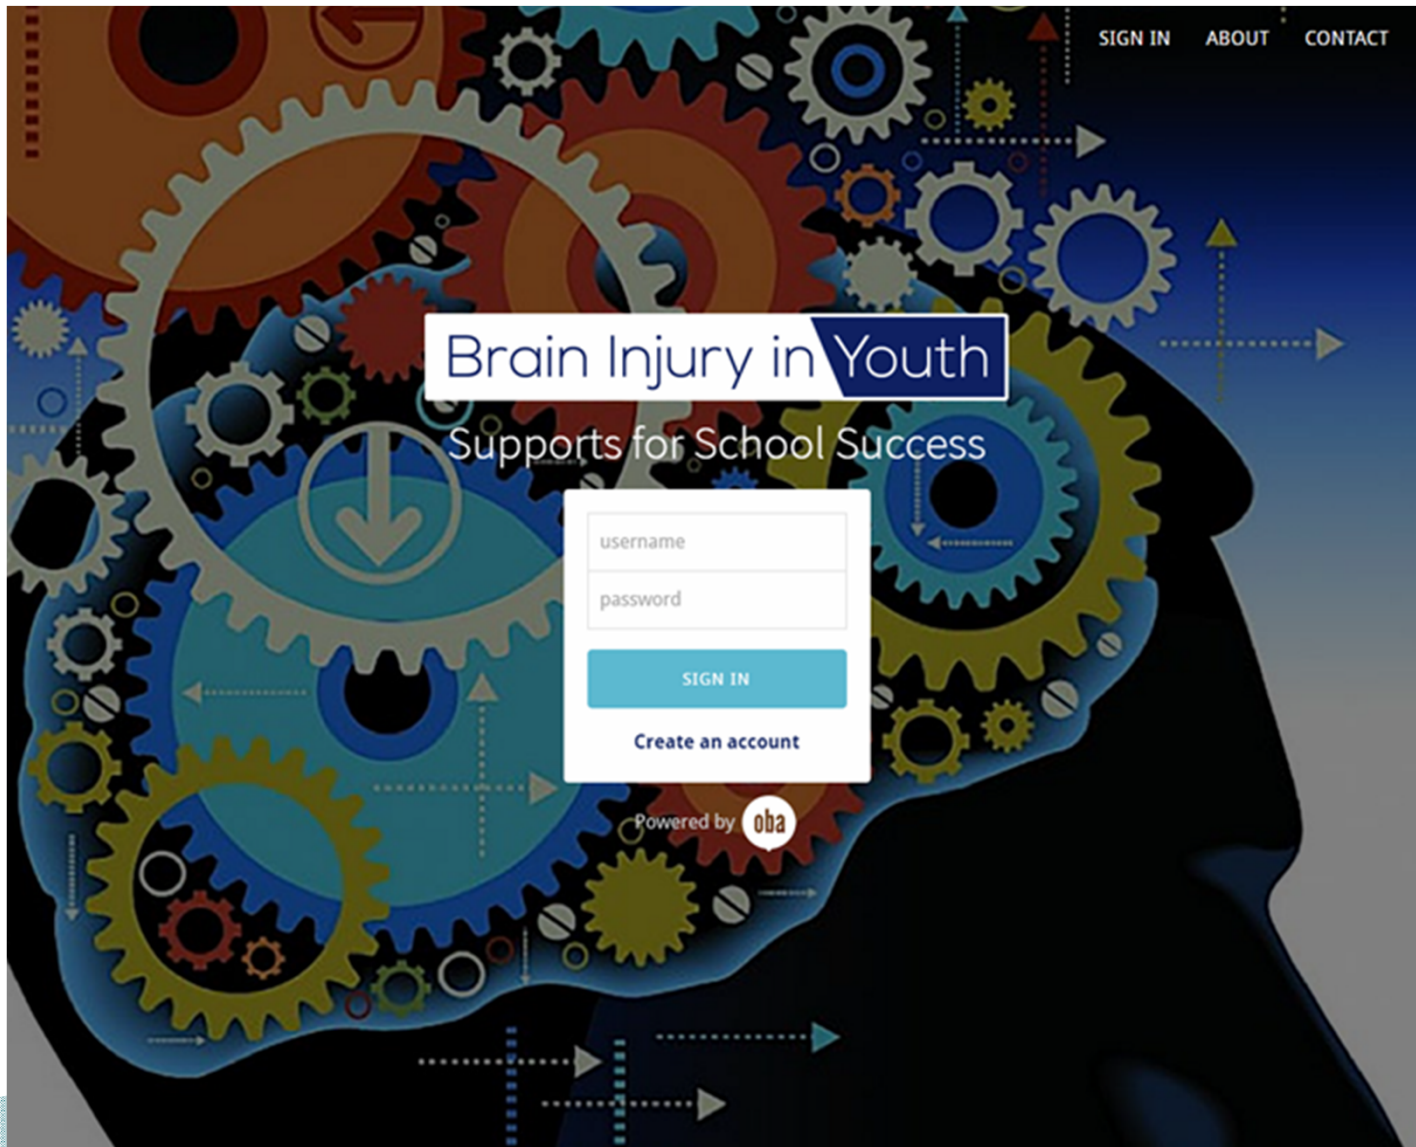 SIGN IN ABOUT CONTACT
Brain Injury in Youth
Supports for School Success
username
password
SIGN IN
Create an account
Powered by oba